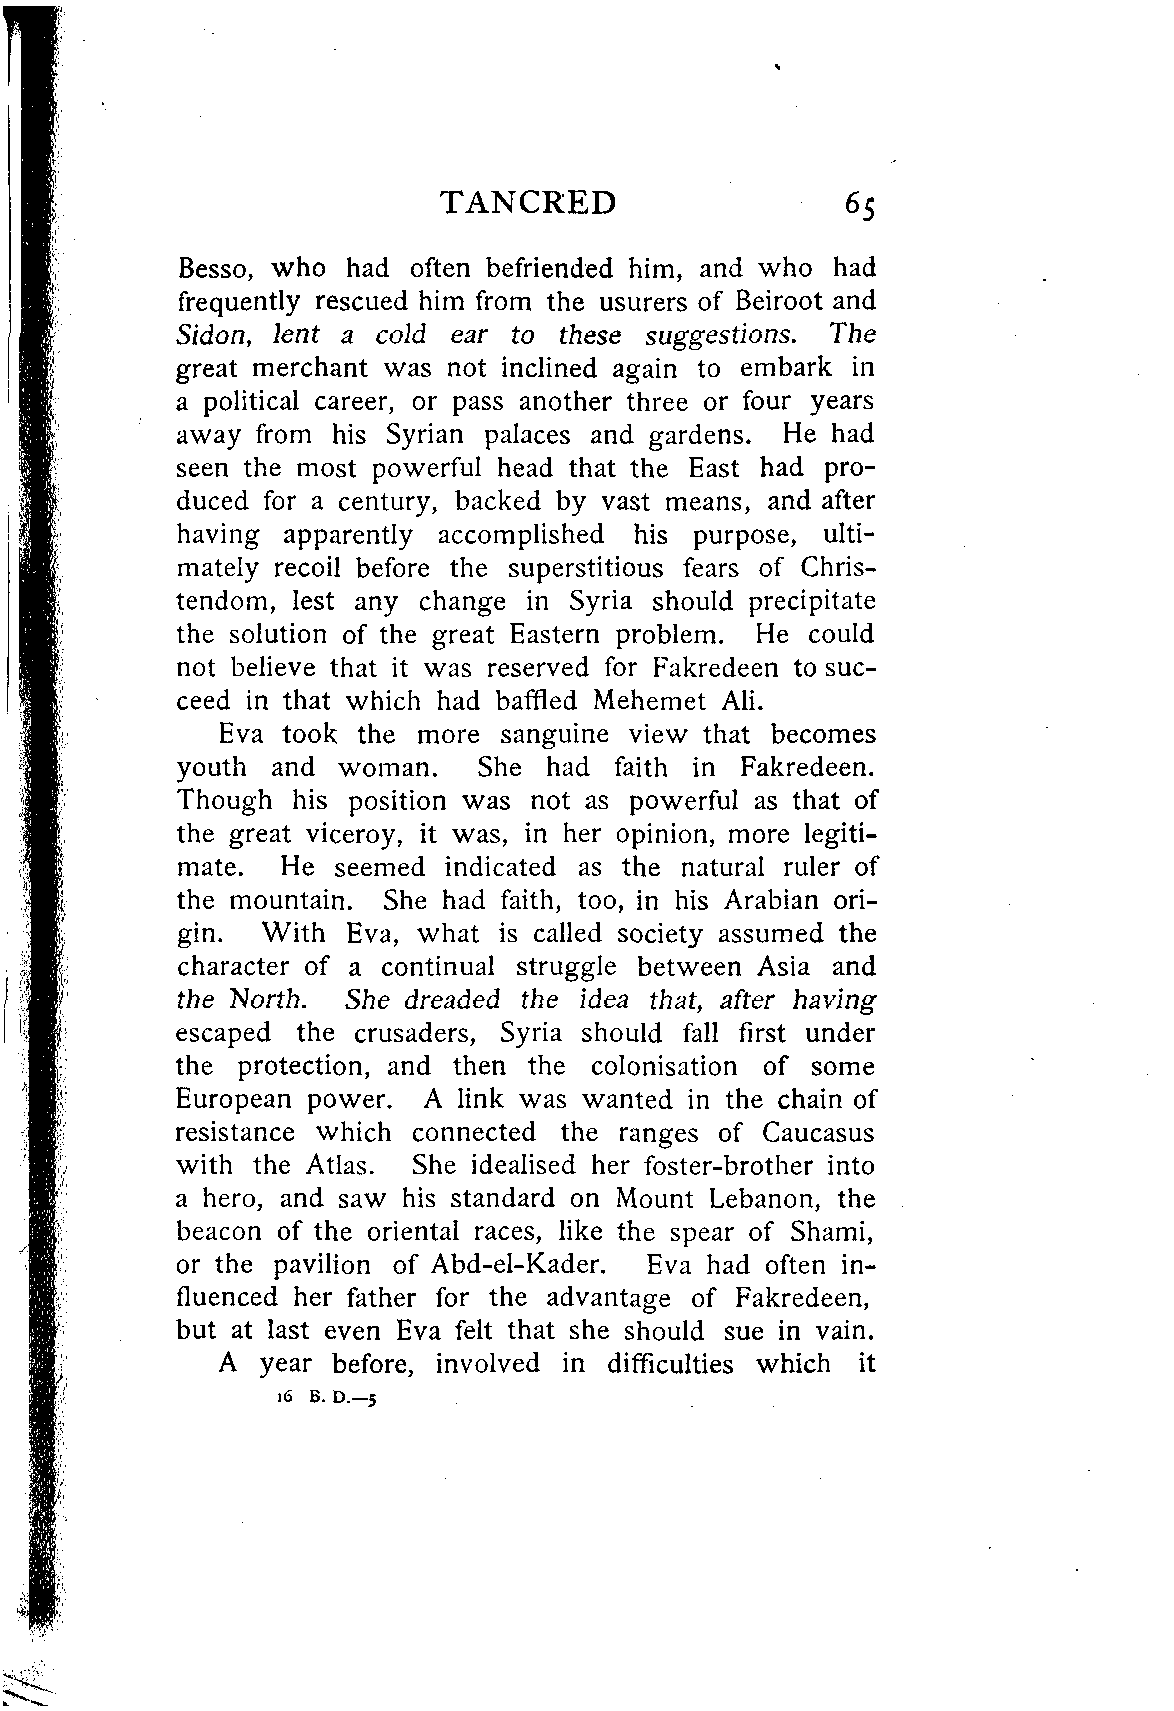 TANCRED 65
Besso, who had often befriended him, and who had
frequently rescued him from the usurers of Beiroot and
Sidon, lent a cold ear to these suggestions. The
great merchant was not inclined again to embark in
a political career, or pass another three or four years
away from his Syrian palaces and gardens. He had
seen the most powerful head that the East had pro-
duced for a century, backed by vast means, and after
having apparently accomplished his purpose, ulti-
mately recoil before the superstitious fears of Chris-
tendom, lest any change in Syria should precipitate
the solution of the great Eastern problem. He could
not believe that it was reserved for Fakredeen to suc-
ceed in that which had baffled Mehemet Ali.
Eva took the more sanguine view that becomes
youth and woman. She had faith in Fakredeen.
Though his position was not as powerful as that of
the great viceroy, it was, in her opinion, more legiti-
mate. He seemed indicated as the natural ruler of
the mountain. She had faith, too, in his Arabian ori-
gin. With Eva, what is called society assumed the
character of a continual struggle between Asia and
the North. She dreaded the idea that, after having
escaped the crusaders, Syria should fall first under
the protection, and then the colonisation of some
European power. A link was wanted in the chain of
resistance which connected the ranges of Caucasus
with the Atlas. She idealised her foster-brother into
a hero, and saw his standard on Mount Lebanon, the
beacon of the oriental races, like the spear of Shami,
or the pavilion of Abd-el-Kader. Eva had often in-
fluenced her father for the advantage of Fakredeen,
but at last even Eva felt that she should sue in vain.
A year before, involved in difficulties which it
16 B. D.—5